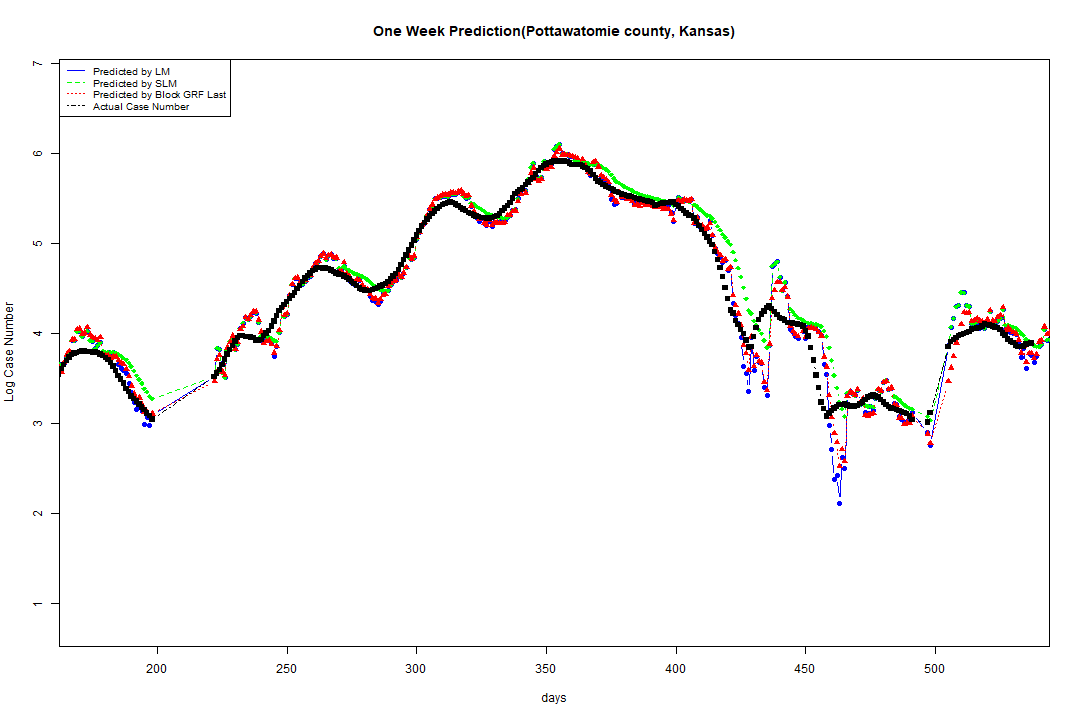 One Week Prediction(Pottawatomie county, Kansas)
Predicted by LM
Predicted by SLM
Predicted by Block GRF Last
Actual Case Number
7
6
5
4
3
2
1
Log Case Number
200 250 300 350 400 450 500
days